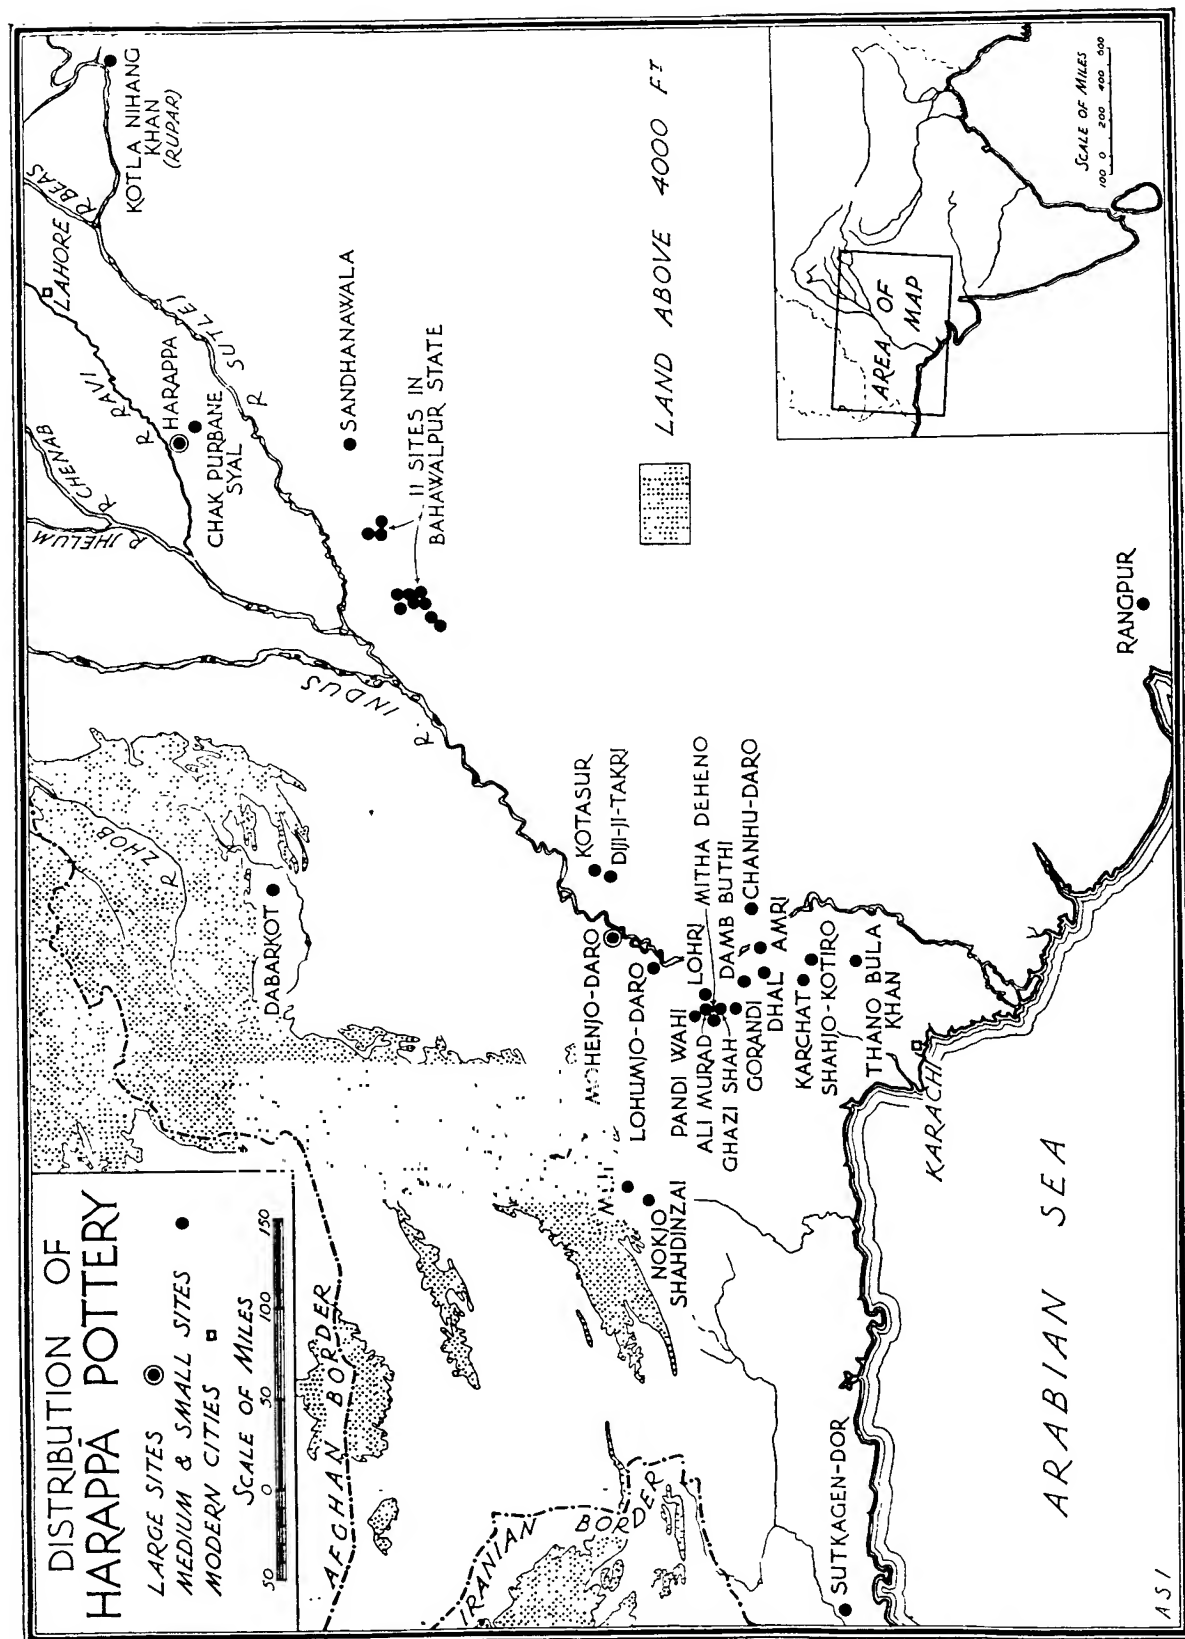 DISTRIBUTION OF
HARAPPĀ POTTERY
LARGE SITES
MEDIUM & SMALL SITES
MODERN CITIES
SCALE OF MILES
50 0 50 100 150
AFGHAN BORDER
IRANIAN BORDER
R ZHOB
DABARKOT
R. INDUS
R JHELUM
R CHENAB
R RAVI
LAHORE
R BEAS
R SUTLEJ
KOTLA NIHANG
KHAN
(RUPAR)
HARAPPA
CHAK PURBANE
SYAL
SANDHANAWALA
11 SITES IN
BAHAWALPUR STATE
LAND ABOVE 4000 FT
KOTASUR
DIJI-JI-TAKRI
MOHENJO-DARO
LOHUMJO-DARO
LOHRI
MITHA DEHENO
PANDI WAHI
ALI MURAD
GHAZI SHAH
DAMB BUTHI
CHANHU-DARO
GORANDI
DHAL
AMRI
KARCHAT
SHAHJO-KOTIRO
THANO BULA
KHAN
NOKJO
SHAHDINZAI
KARACHI
SUTKAGEN-DOR
RANGPUR
ARABIAN SEA
AREA OF
MAP
SCALE OF MILES
100 0 200 400 600
ASI